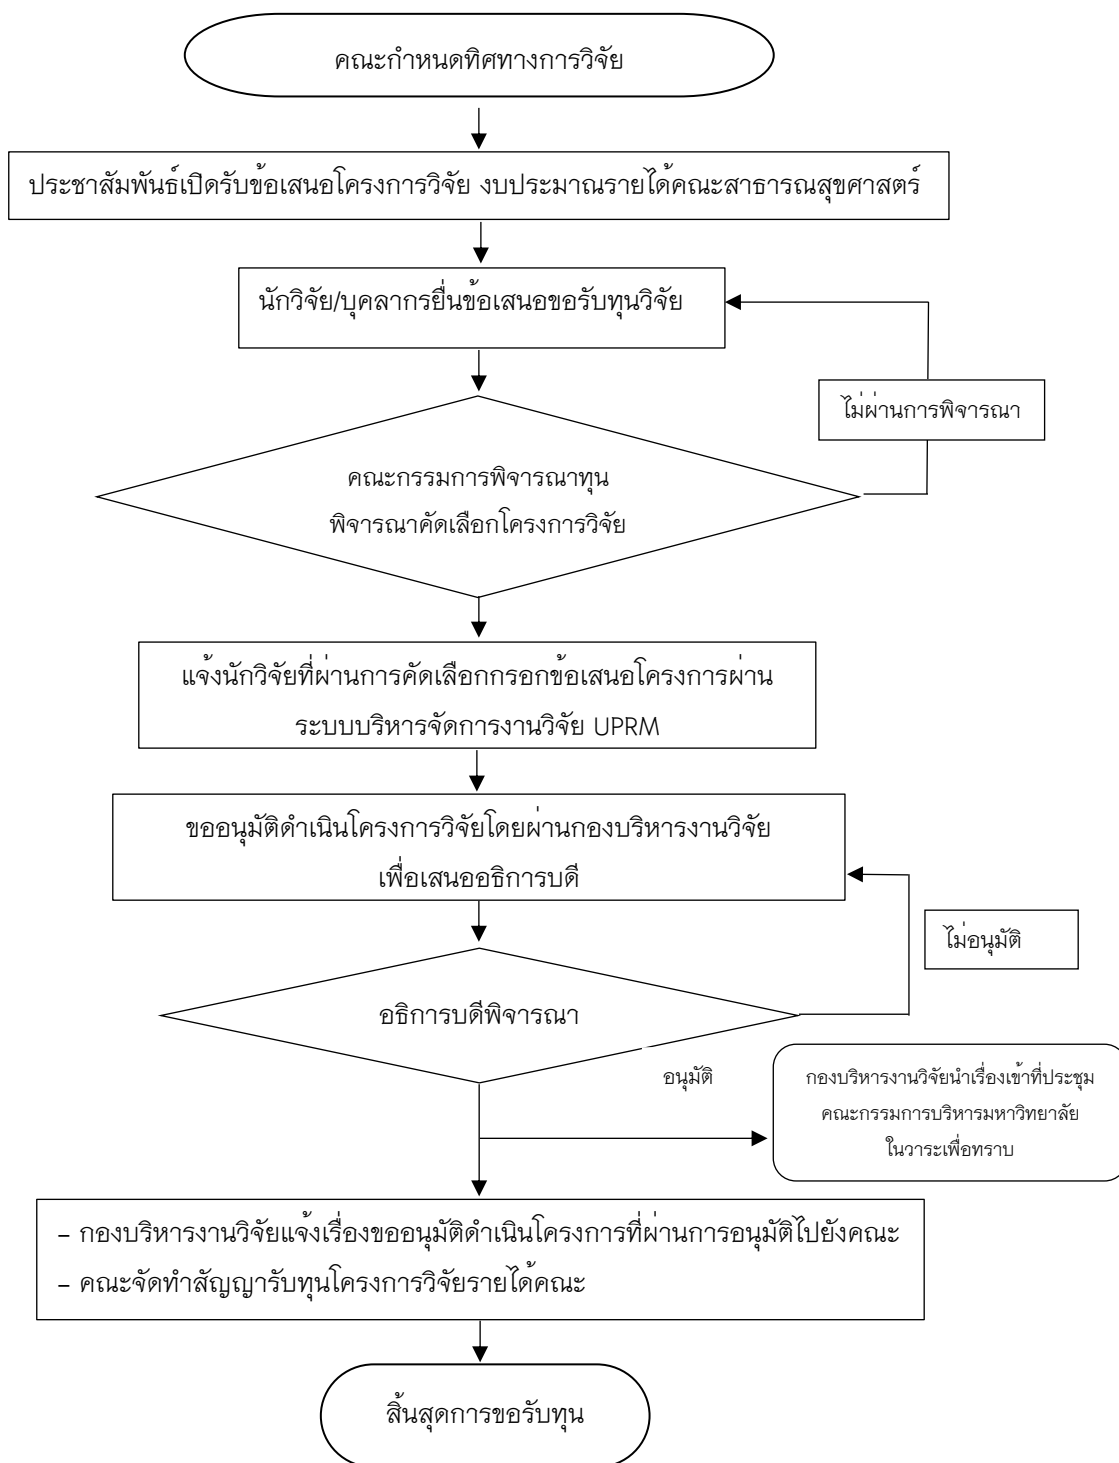 คณะกำหนดทิศทางการวิจัย
ประชาสัมพันธ์เปิดรับข้อเสนอโครงการวิจัย งบประมาณรายได้คณะสาธารณสุขศาสตร์
นักวิจัย/บุคลากรยื่นข้อเสนอขอรับทุนวิจัย
ไม่ผ่านการพิจารณา
คณะกรรมการพิจารณาทุน
พิจารณาคัดเลือกโครงการวิจัย
แจ้งนักวิจัยที่ผ่านการคัดเลือกกรอกข้อเสนอโครงการผ่าน
ระบบบริหารจัดการงานวิจัย UPRM
ขออนุมัติดำเนินโครงการวิจัยโดยผ่านกองบริหารงานวิจัย
เพื่อเสนออธิการบดี
ไม่อนุมัติ
อธิการบดีพิจารณา
อนุมัติ
กองบริหารงานวิจัยนำเรื่องเข้าที่ประชุม
คณะกรรมการบริหารมหาวิทยาลัย
ในวาระเพื่อทราบ
– กองบริหารงานวิจัยแจ้งเรื่องขออนุมัติดำเนินโครงการที่ผ่านการอนุมัติไปยังคณะ
– คณะจัดทำสัญญารับทุนโครงการวิจัยรายได้คณะ
สิ้นสุดการขอรับทุน